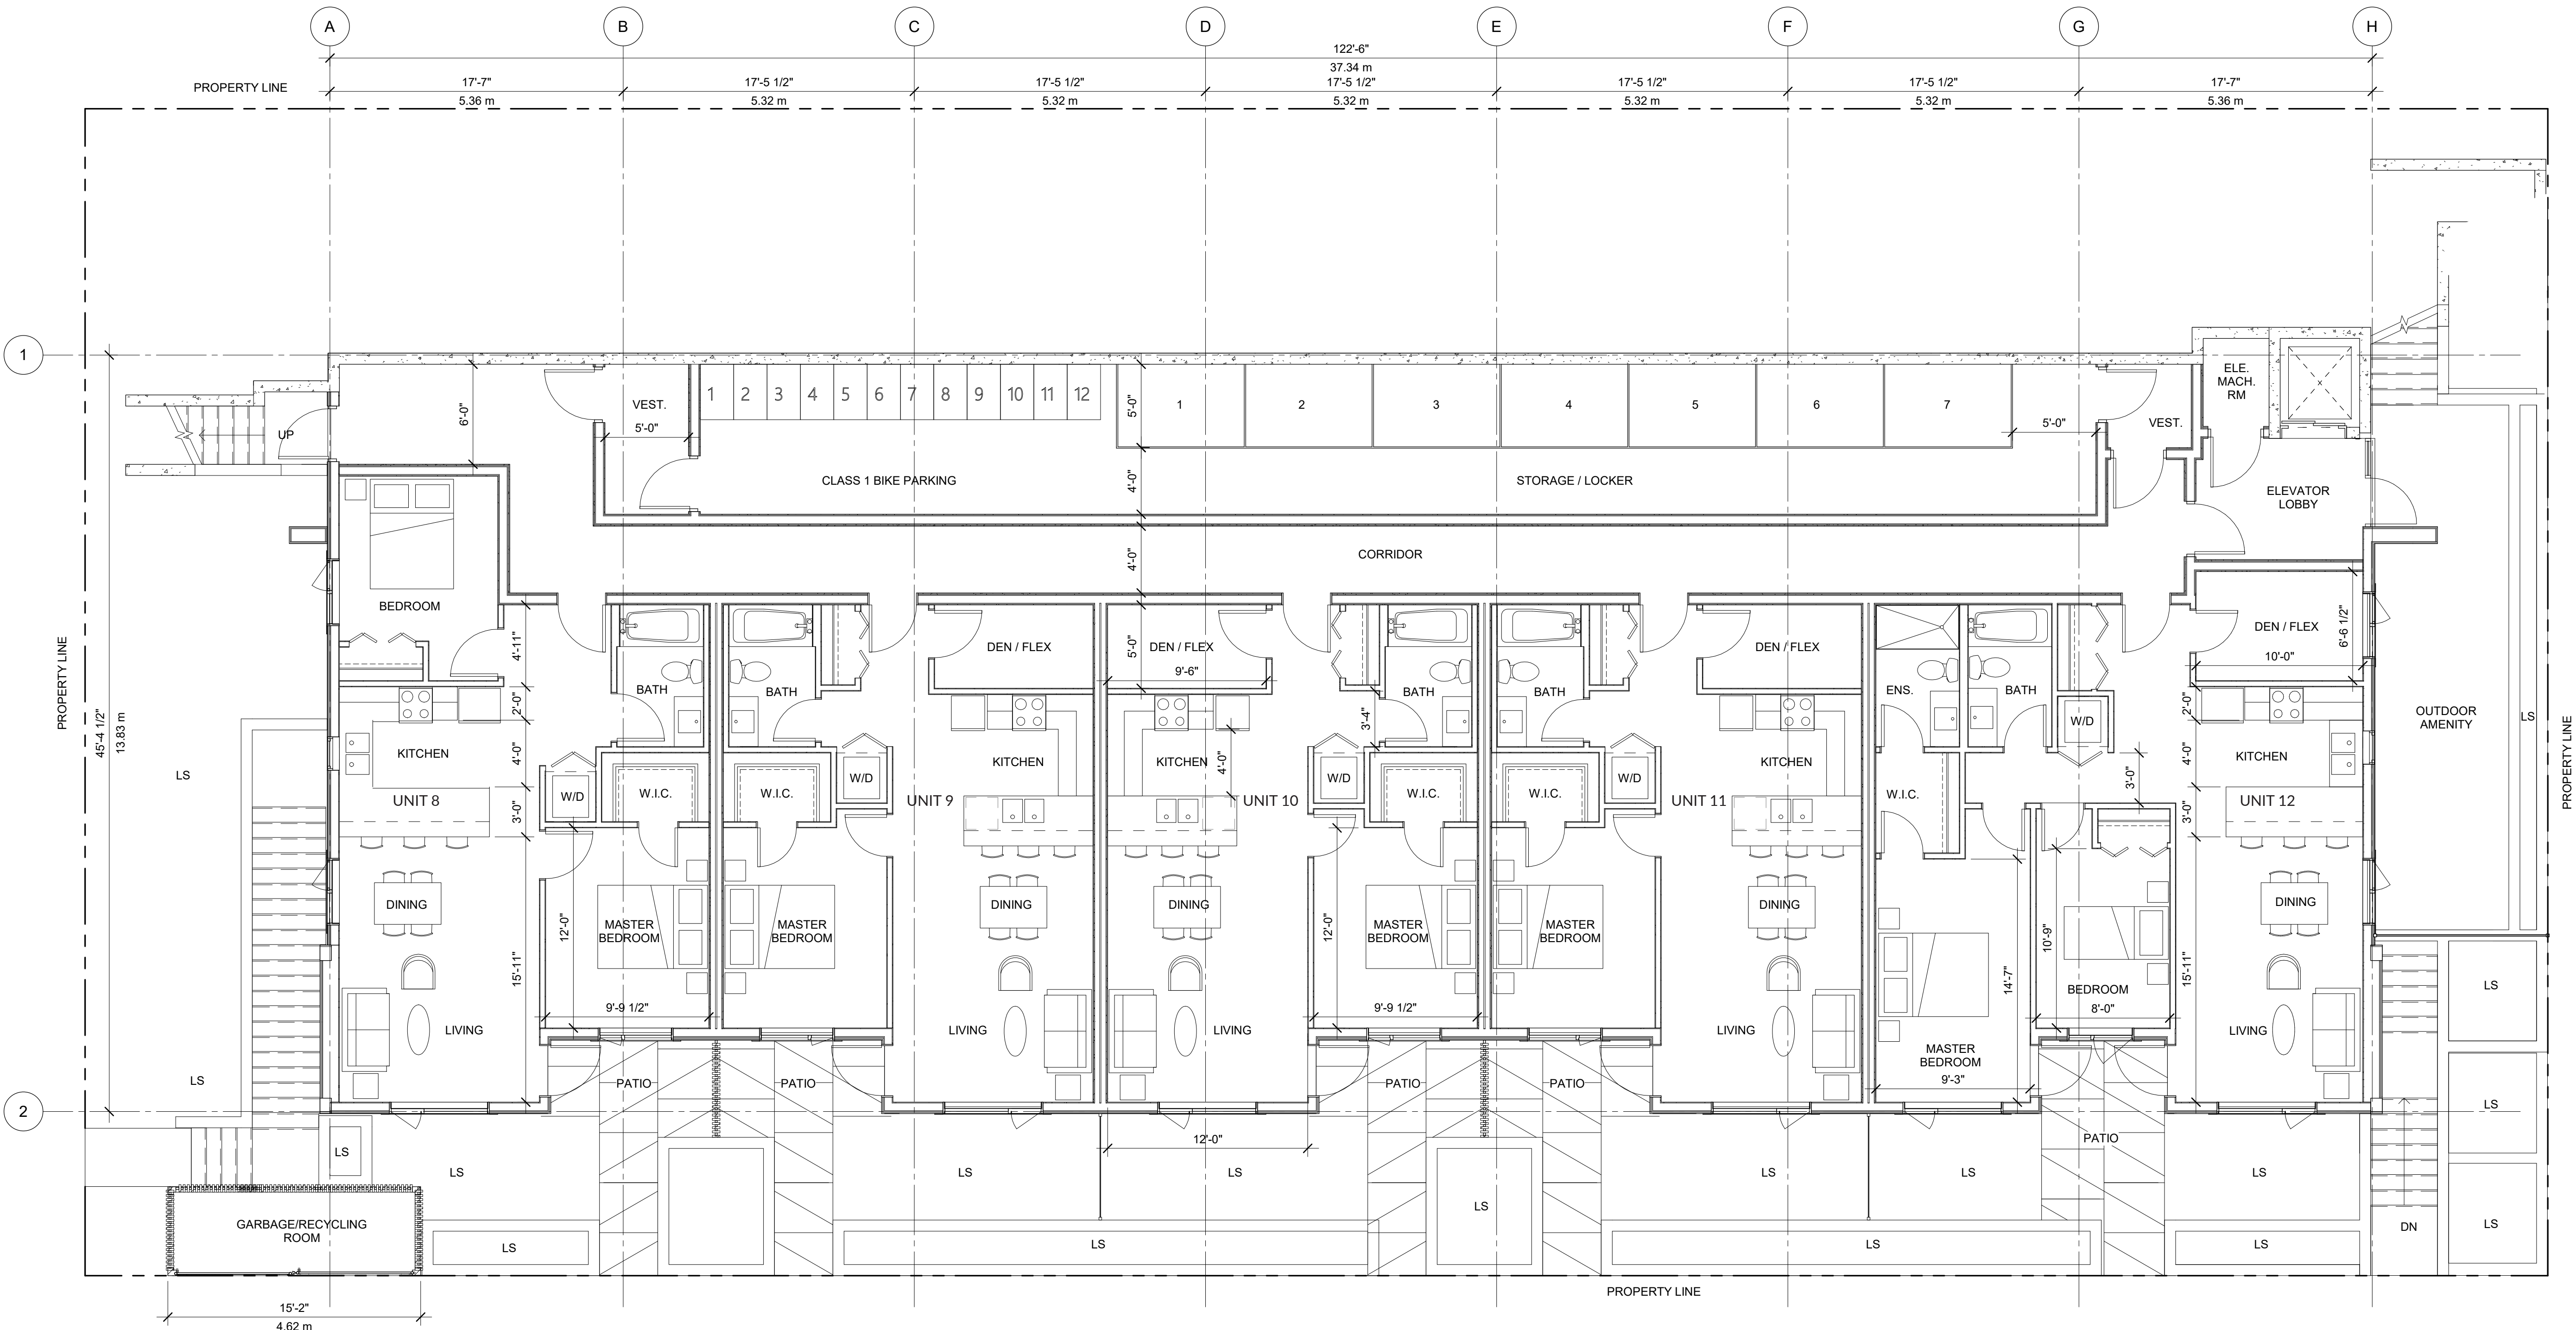 A B C D E F G H
122'-6"
37.34 m
PROPERTY LINE
17'-7" 17'-5 1/2" 17'-5 1/2" 17'-5 1/2" 17'-5 1/2" 17'-5 1/2" 17'-7"
5.36 m 5.32 m 5.32 m 5.32 m 5.32 m 5.32 m 5.36 m
1
ELE.
MACH.
RM
1 2 3 4 5 6 7 8 9 10 11 12
VEST.
5'-0"
1 2 3 4 5 6 7
5'-0"
5'-0"
VEST.
6'-0"
UP
CLASS 1 BIKE PARKING
4'-0"
STORAGE / LOCKER
ELEVATOR
LOBBY
CORRIDOR
4'-0"
BEDROOM
4'-11"
BATH
BATH
DEN / FLEX
5'-0"
DEN / FLEX
9'-6"
BATH
BATH
DEN / FLEX
ENS.
BATH
DEN / FLEX
10'-0"
6'-6 1/2"
PROPERTY LINE
45'-4 1/2"
13.83 m
LS
2'-0"
KITCHEN
4'-0"
W/D
W.I.C.
W.I.C.
W/D
KITCHEN
KITCHEN
4'-0"
3'-4"
W/D
W.I.C.
W.I.C.
W/D
KITCHEN
W.I.C.
W/D
3'-0"
2'-0"
4'-0"
KITCHEN
OUTDOOR
AMENITY
LS
PROPERTY LINE
UNIT 8
3'-0"
UNIT 9
UNIT 10
UNIT 11
3'-0"
UNIT 12
DINING
12'-0"
MASTER
BEDROOM
MASTER
BEDROOM
DINING
DINING
12'-0"
MASTER
BEDROOM
MASTER
BEDROOM
DINING
10'-9"
DINING
15'-11"
9'-9 1/2"
9'-9 1/2"
14'-7"
BEDROOM
8'-0"
15'-11"
LS
LIVING
LIVING
LIVING
LIVING
MASTER
BEDROOM
9'-3"
LIVING
LS
PATIO
PATIO
PATIO
PATIO
LS
2
12'-0"
PATIO
LS
LS
LS
LS
LS
LS
LS
LS
GARBAGE/RECYCLING
ROOM
LS
LS
LS
LS
LS
DN
LS
PROPERTY LINE
15'-2"
4.62 m